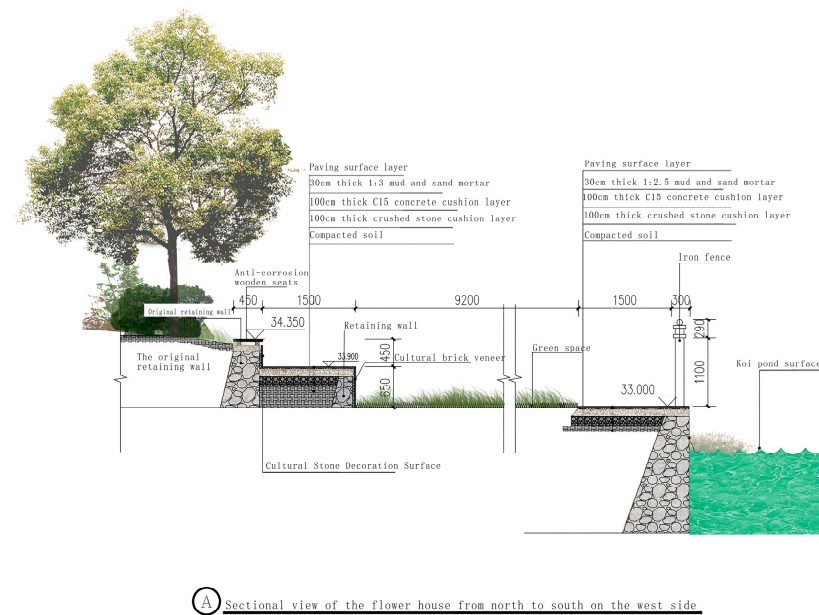 Paving surface layer
30cm thick 1:3 mud and sand mortar
100cm thick C15 concrete cushion layer
100cm thick crushed stone cushion layer
Compacted soil
Paving surface layer
30cm thick 1:2.5 mud and sand mortar
100cm thick C15 concrete cushion layer
100cm thick crushed stone cushion layer
Compacted soil
Iron fence
Anti-corrosion
wooden seats
450
1500
9200
1500
300
Original retaining wall
34.350
Retaining wall
290
The original
retaining wall
33.900
450
Cultural brick veneer
Green space
1100
Koi pond surface
650
33.000
Cultural Stone Decoration Surface
A Sectional view of the flower house from north to south on the west side